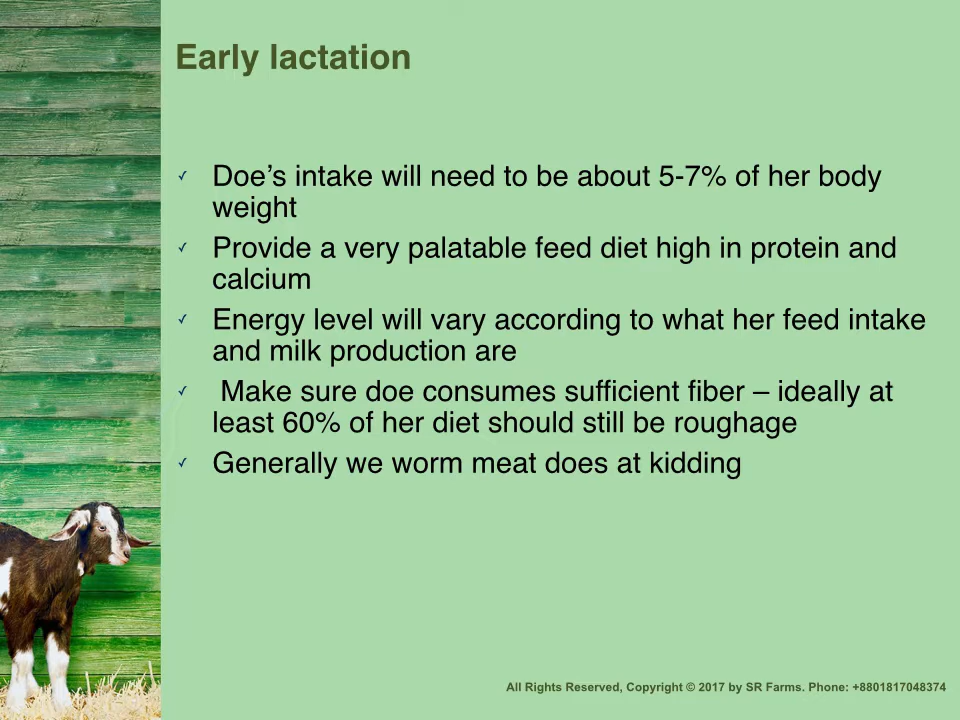 Early lactation
✓ Doe’s intake will need to be about 5-7% of her body
weight
✓ Provide a very palatable feed diet high in protein and
calcium
✓ Energy level will vary according to what her feed intake
and milk production are
✓ Make sure doe consumes sufficient fiber – ideally at
least 60% of her diet should still be roughage
✓ Generally we worm meat does at kidding
All Rights Reserved, Copyright © 2017 by SR Farms. Phone: +8801817048374